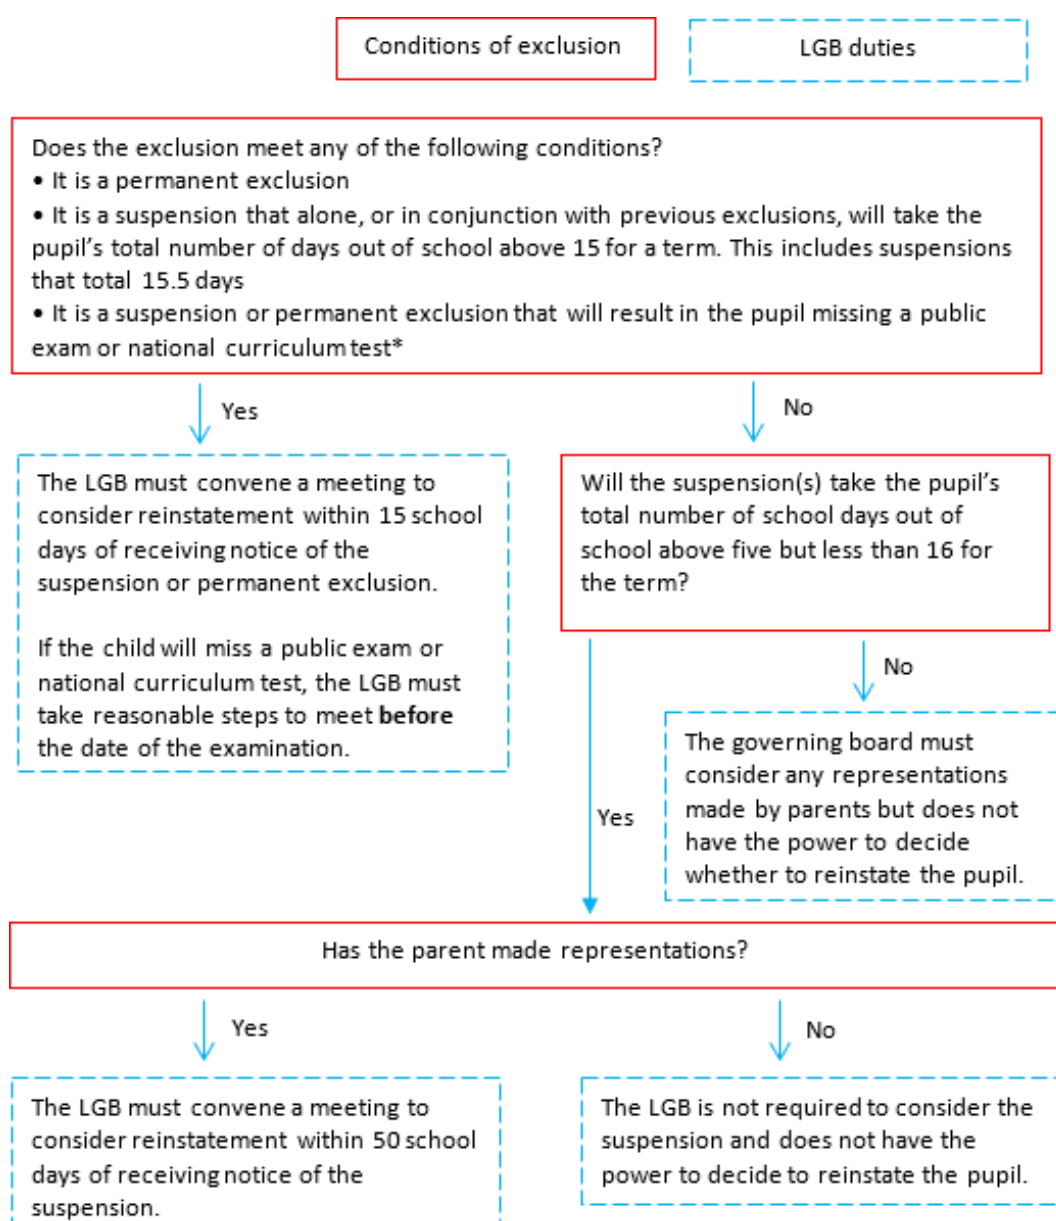 Conditions of exclusion
LGB duties
Does the exclusion meet any of the following conditions?
• It is a permanent exclusion
• It is a suspension that alone, or in conjunction with previous exclusions, will take the
pupil's total number of days out of school above 15 for a term. This includes suspensions
that total 15.5 days
• It is a suspension or permanent exclusion that will result in the pupil missing a public
exam or national curriculum test*
Yes
No
The LGB must convene a meeting to
consider reinstatement within 15 school
days of receiving notice of the
suspension or permanent exclusion.
If the child will miss a public exam or
national curriculum test, the LGB must
take reasonable steps to meet before
the date of the examination.
Will the suspension(s) take the pupil's
total number of school days out of
school above five but less than 16 for
the term?
No
Yes
The governing board must
consider any representations
made by parents but does not
have the power to decide
whether to reinstate the pupil.
Has the parent made representations?
Yes
No
The LGB must convene a meeting to
consider reinstatement within 50 school
days of receiving notice of the
suspension.
The LGB is not required to consider the
suspension and does not have the
power to decide to reinstate the pupil.